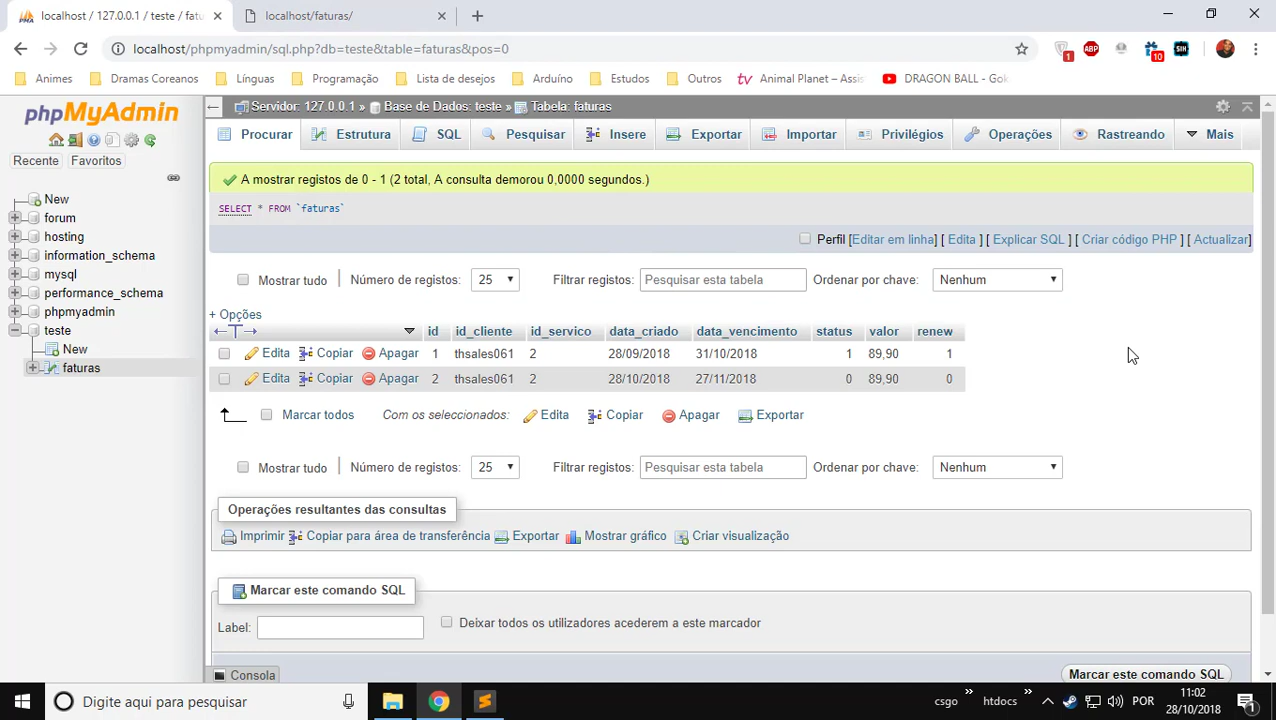 localhost / 127.0.0.1 / teste / fatu
localhost/faturas/
localhost/phpmyadmin/sql.php?db=teste&table=faturas&pos=0
1
ABP
10
SIH
Animes
Dramas Coreanos
Línguas
Programação
Lista de desejos
Arduíno
Estudos
Outros
tv Animal Planet – Assis
DRAGON BALL - Gok
phpMyAdmin
Recente
Favoritos
New
forum
hosting
information_schema
mysql
performance_schema
phpmyadmin
teste
New
faturas
Servidor: 127.0.0.1 » Base de Dados: teste » Tabela: faturas
Procurar Estrutura SQL Pesquisar Insere Exportar Importar Privilégios Operações Rastreando Mais
A mostrar registos de 0 - 1 (2 total, A consulta demorou 0,0000 segundos.)
SELECT * FROM `faturas`
Perfil [Editar em linha] [ Edita ] [ Explicar SQL ] [ Criar código PHP ] [ Actualizar]
Mostrar tudo Número de registos: 25 Filtrar registos: Pesquisar esta tabela Ordenar por chave: Nenhum
+ Opções
←T→ id id_cliente id_servico data_criado data_vencimento status valor renew
Edita Copiar Apagar 1 thsales061 2 28/09/2018 31/10/2018 1 89,90 1
Edita Copiar Apagar 2 thsales061 2 28/10/2018 27/11/2018 0 89,90 0
Marcar todos Com os seleccionados: Edita Copiar Apagar Exportar
Mostrar tudo Número de registos: 25 Filtrar registos: Pesquisar esta tabela Ordenar por chave: Nenhum
Operações resultantes das consultas
Imprimir Copiar para área de transferência Exportar Mostrar gráfico Criar visualização
Marcar este comando SQL
Label:
Deixar todos os utilizadores acederem a este marcador
Consola
Marcar este comando SQL
Digite aqui para pesquisar
csgo »
htdocs »
POR
11:02
28/10/2018
1